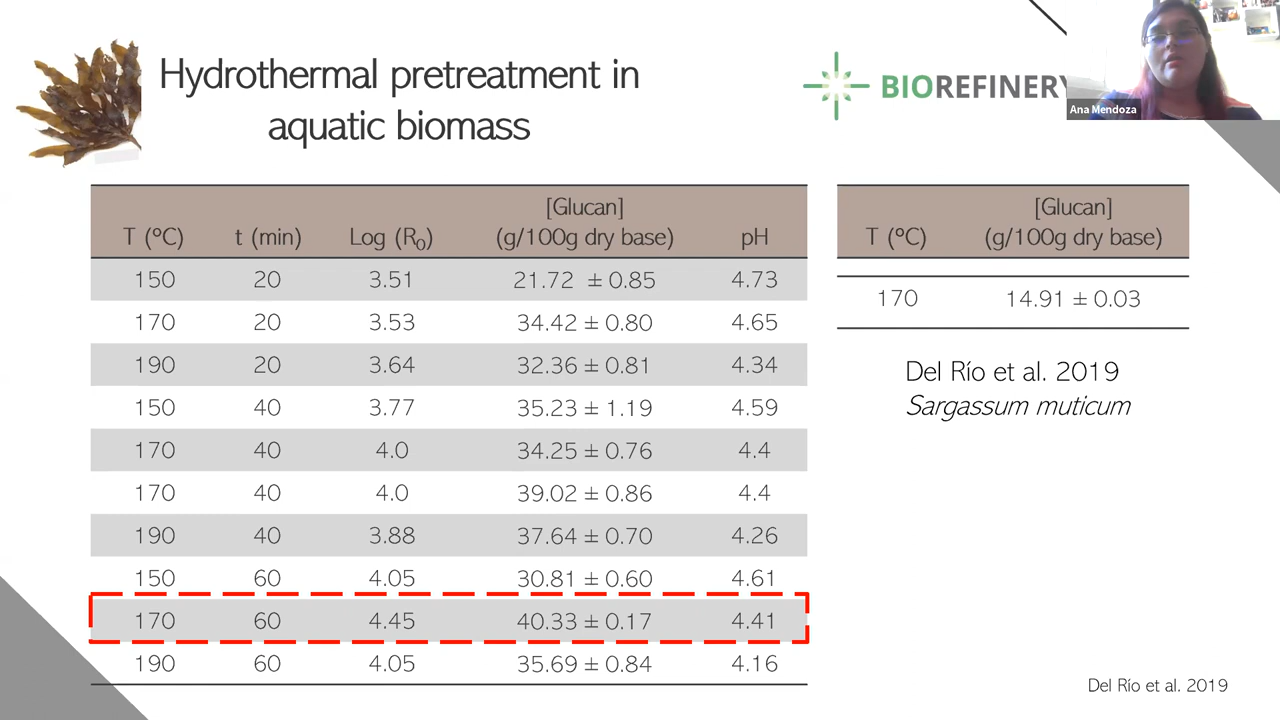 Hydrothermal pretreatment in
aquatic biomass
BIOREFINERY
Ana Mendoza
T (ºC) t (min) Log (R₀) [Glucan] (g/100g dry base) pH
150 20 3.51 21.72 ± 0.85 4.73
170 20 3.53 34.42 ± 0.80 4.65
190 20 3.64 32.36 ± 0.81 4.34
150 40 3.77 35.23 ± 1.19 4.59
170 40 4.0 34.25 ± 0.76 4.4
170 40 4.0 39.02 ± 0.86 4.4
190 40 3.88 37.64 ± 0.70 4.26
150 60 4.05 30.81 ± 0.60 4.61
170 60 4.45 40.33 ± 0.17 4.41
190 60 4.05 35.69 ± 0.84 4.16
T (ºC) [Glucan] (g/100g dry base)
170 14.91 ± 0.03
Del Río et al. 2019
Sargassum muticum
Del Río et al. 2019